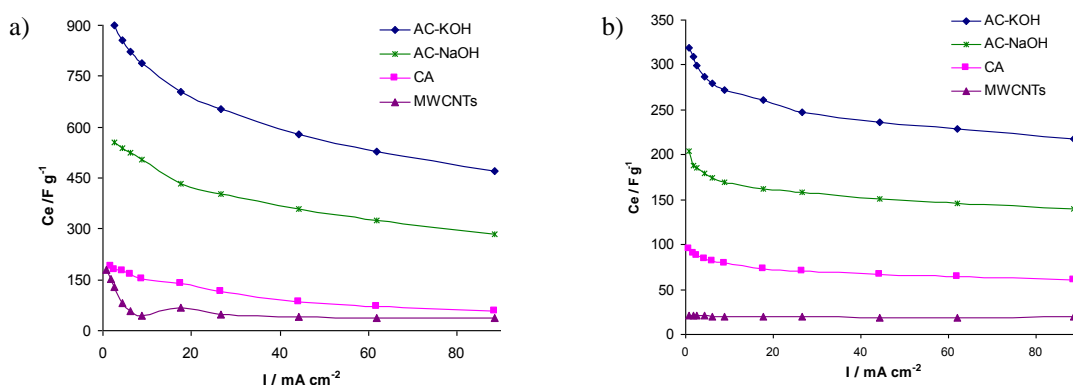 a)
900
750
600
450
300
150
0
Ce /F g⁻¹
0 20 40 60 80
I / mA cm⁻²
AC-KOH
AC-NaOH
CA
MWCNTs
b)
350
300
250
200
150
100
50
0
Ce /F g⁻¹
0 20 40 60 80
I / mA cm⁻²
AC-KOH
AC-NaOH
CA
MWCNTs